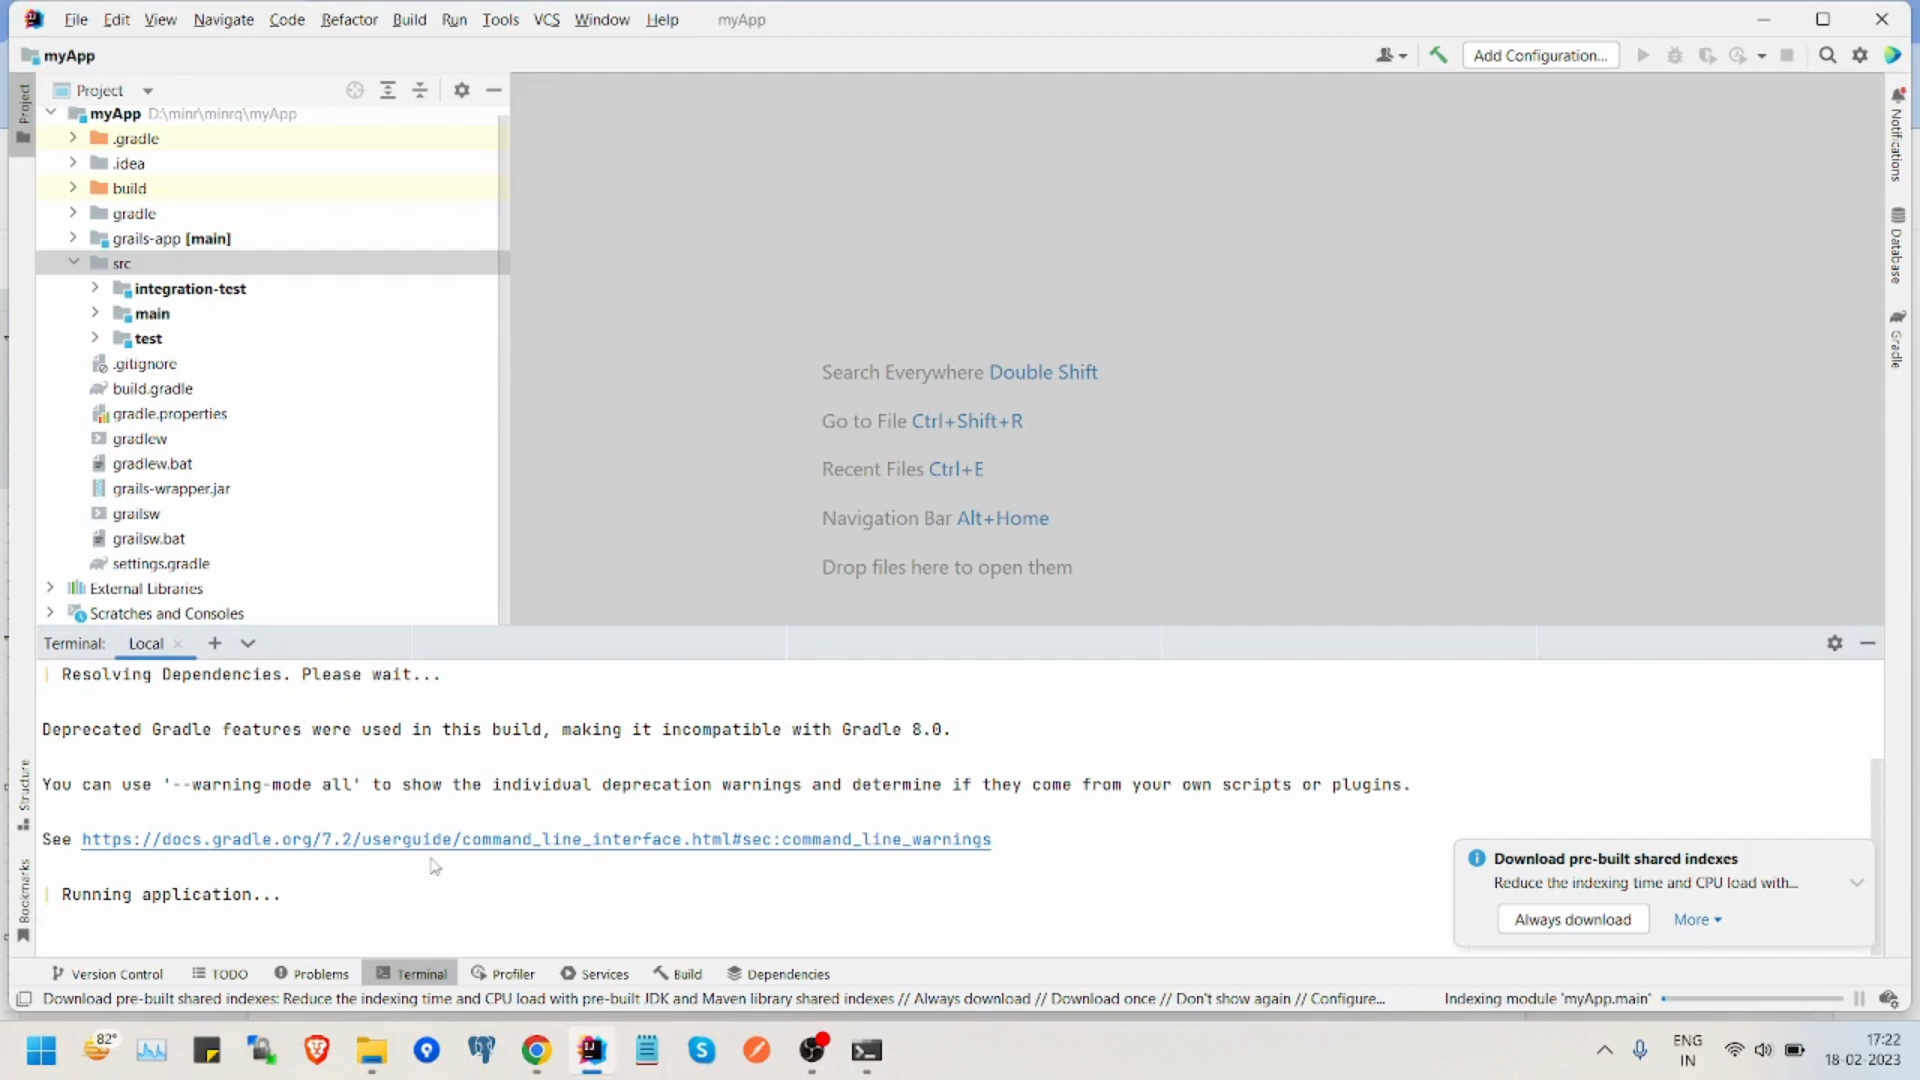 File Edit View Navigate Code Refactor Build Run Tools VCS Window Help myApp
myApp
Add Configuration...
Project
Project
myApp D:\minr\minrq\myApp
.gradle
.idea
build
gradle
grails-app [main]
src
integration-test
main
test
.gitignore
build.gradle
gradle.properties
gradlew
gradlew.bat
grails-wrapper.jar
grailsw
grailsw.bat
settings.gradle
External Libraries
Scratches and Consoles
Search Everywhere Double Shift
Go to File Ctrl+Shift+R
Recent Files Ctrl+E
Navigation Bar Alt+Home
Drop files here to open them
Notifications
Database
Gradle
Terminal: Local
| Resolving Dependencies. Please wait...
Deprecated Gradle features were used in this build, making it incompatible with Gradle 8.0.
You can use '--warning-mode all' to show the individual deprecation warnings and determine if they come from your own scripts or plugins.
See https://docs.gradle.org/7.2/userguide/command_line_interface.html#sec:command_line_warnings
| Running application...
Structure
Bookmarks
Download pre-built shared indexes
Reduce the indexing time and CPU load with...
Always download More
Version Control TODO Problems Terminal Profiler Services Build Dependencies
Download pre-built shared indexes: Reduce the indexing time and CPU load with pre-built JDK and Maven library shared indexes // Always download // Download once // Don't show again // Configure... Indexing module 'myApp.main'
82°
ENG
IN
17:22
18-02-2023